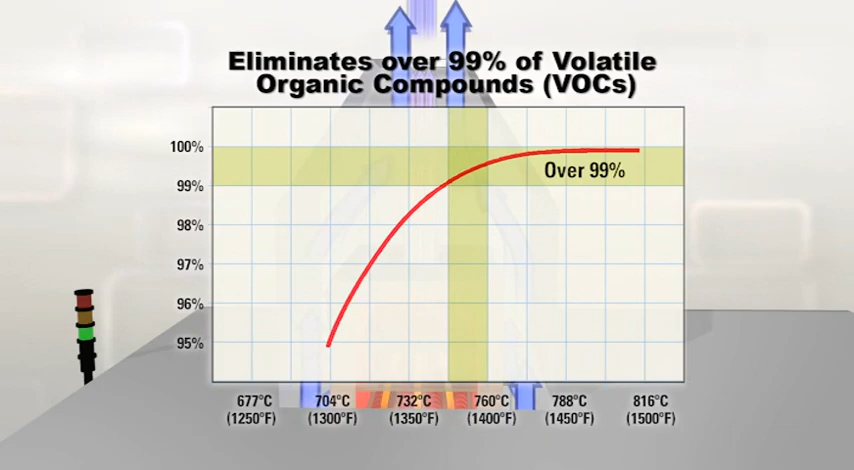 Eliminates over 99% of Volatile
Organic Compounds (VOCs)
100%
99%
98%
97%
96%
95%
Over 99%
677°C 704°C 732°C 760°C 788°C 816°C
(1250°F) (1300°F) (1350°F) (1400°F) (1450°F) (1500°F)